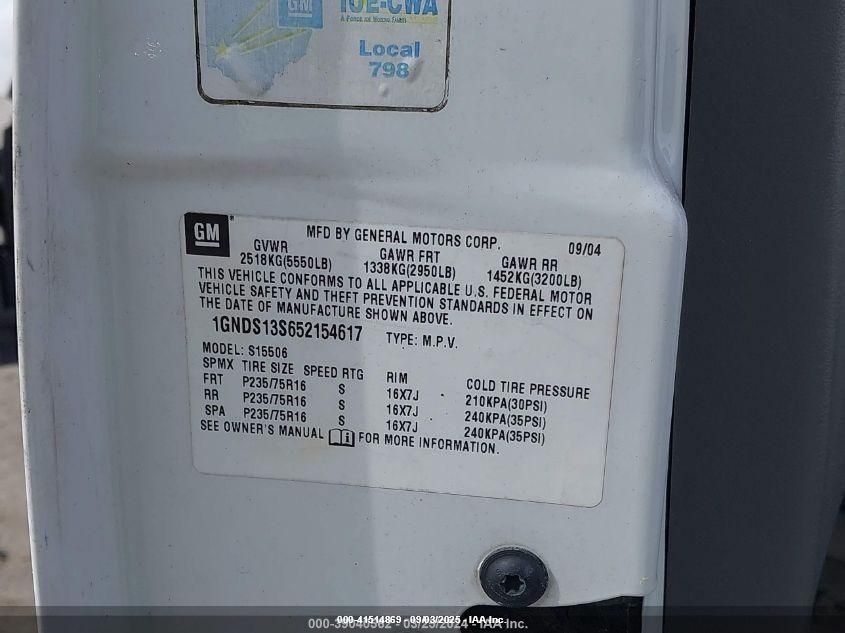 GM IUE-CWA
Local
798
GM
MFD BY GENERAL MOTORS CORP. 09/04
GVWR GAWR FRT GAWR RR
2518KG(5550LB) 1338KG(2950LB) 1452KG(3200LB)
THIS VEHICLE CONFORMS TO ALL APPLICABLE U.S. FEDERAL MOTOR
VEHICLE SAFETY AND THEFT PREVENTION STANDARDS IN EFFECT ON
THE DATE OF MANUFACTURE SHOWN ABOVE.
1GNDS13S652154617 TYPE: M.P.V.
MODEL: S15506
SPMX TIRE SIZE SPEED RTG RIM COLD TIRE PRESSURE
FRT P235/75R16 S 16X7J 210KPA(30PSI)
RR P235/75R16 S 16X7J 240KPA(35PSI)
SPA P235/75R16 S 16X7J 240KPA(35PSI)
SEE OWNER'S MANUAL FOR MORE INFORMATION.
41514869 - 09/03/2025 - IAA Inc.